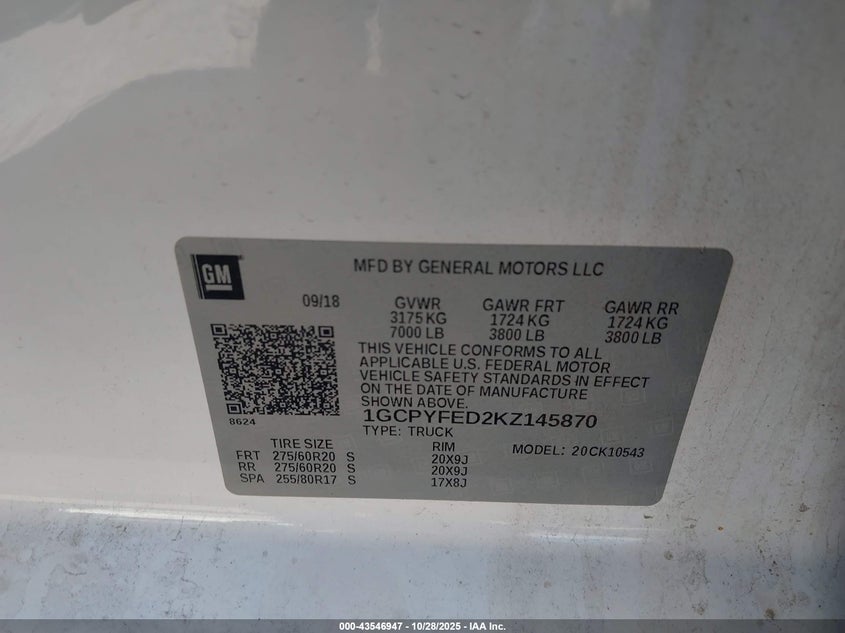 GM
MFD BY GENERAL MOTORS LLC
09/18 GVWR GAWR FRT GAWR RR
3175 KG 1724 KG 1724 KG
7000 LB 3800 LB 3800 LB
THIS VEHICLE CONFORMS TO ALL
APPLICABLE U.S. FEDERAL MOTOR
VEHICLE SAFETY STANDARDS IN EFFECT
ON THE DATE OF MANUFACTURE
SHOWN ABOVE.
8624
1GCPYFED2KZ145870
TYPE: TRUCK
MODEL: 20CK10543
TIRE SIZE RIM
FRT 275/60R20 S 20X9J
RR 275/60R20 S 20X9J
SPA 255/80R17 S 17X8J
000-43546947 - 10/28/2025 - IAA Inc.